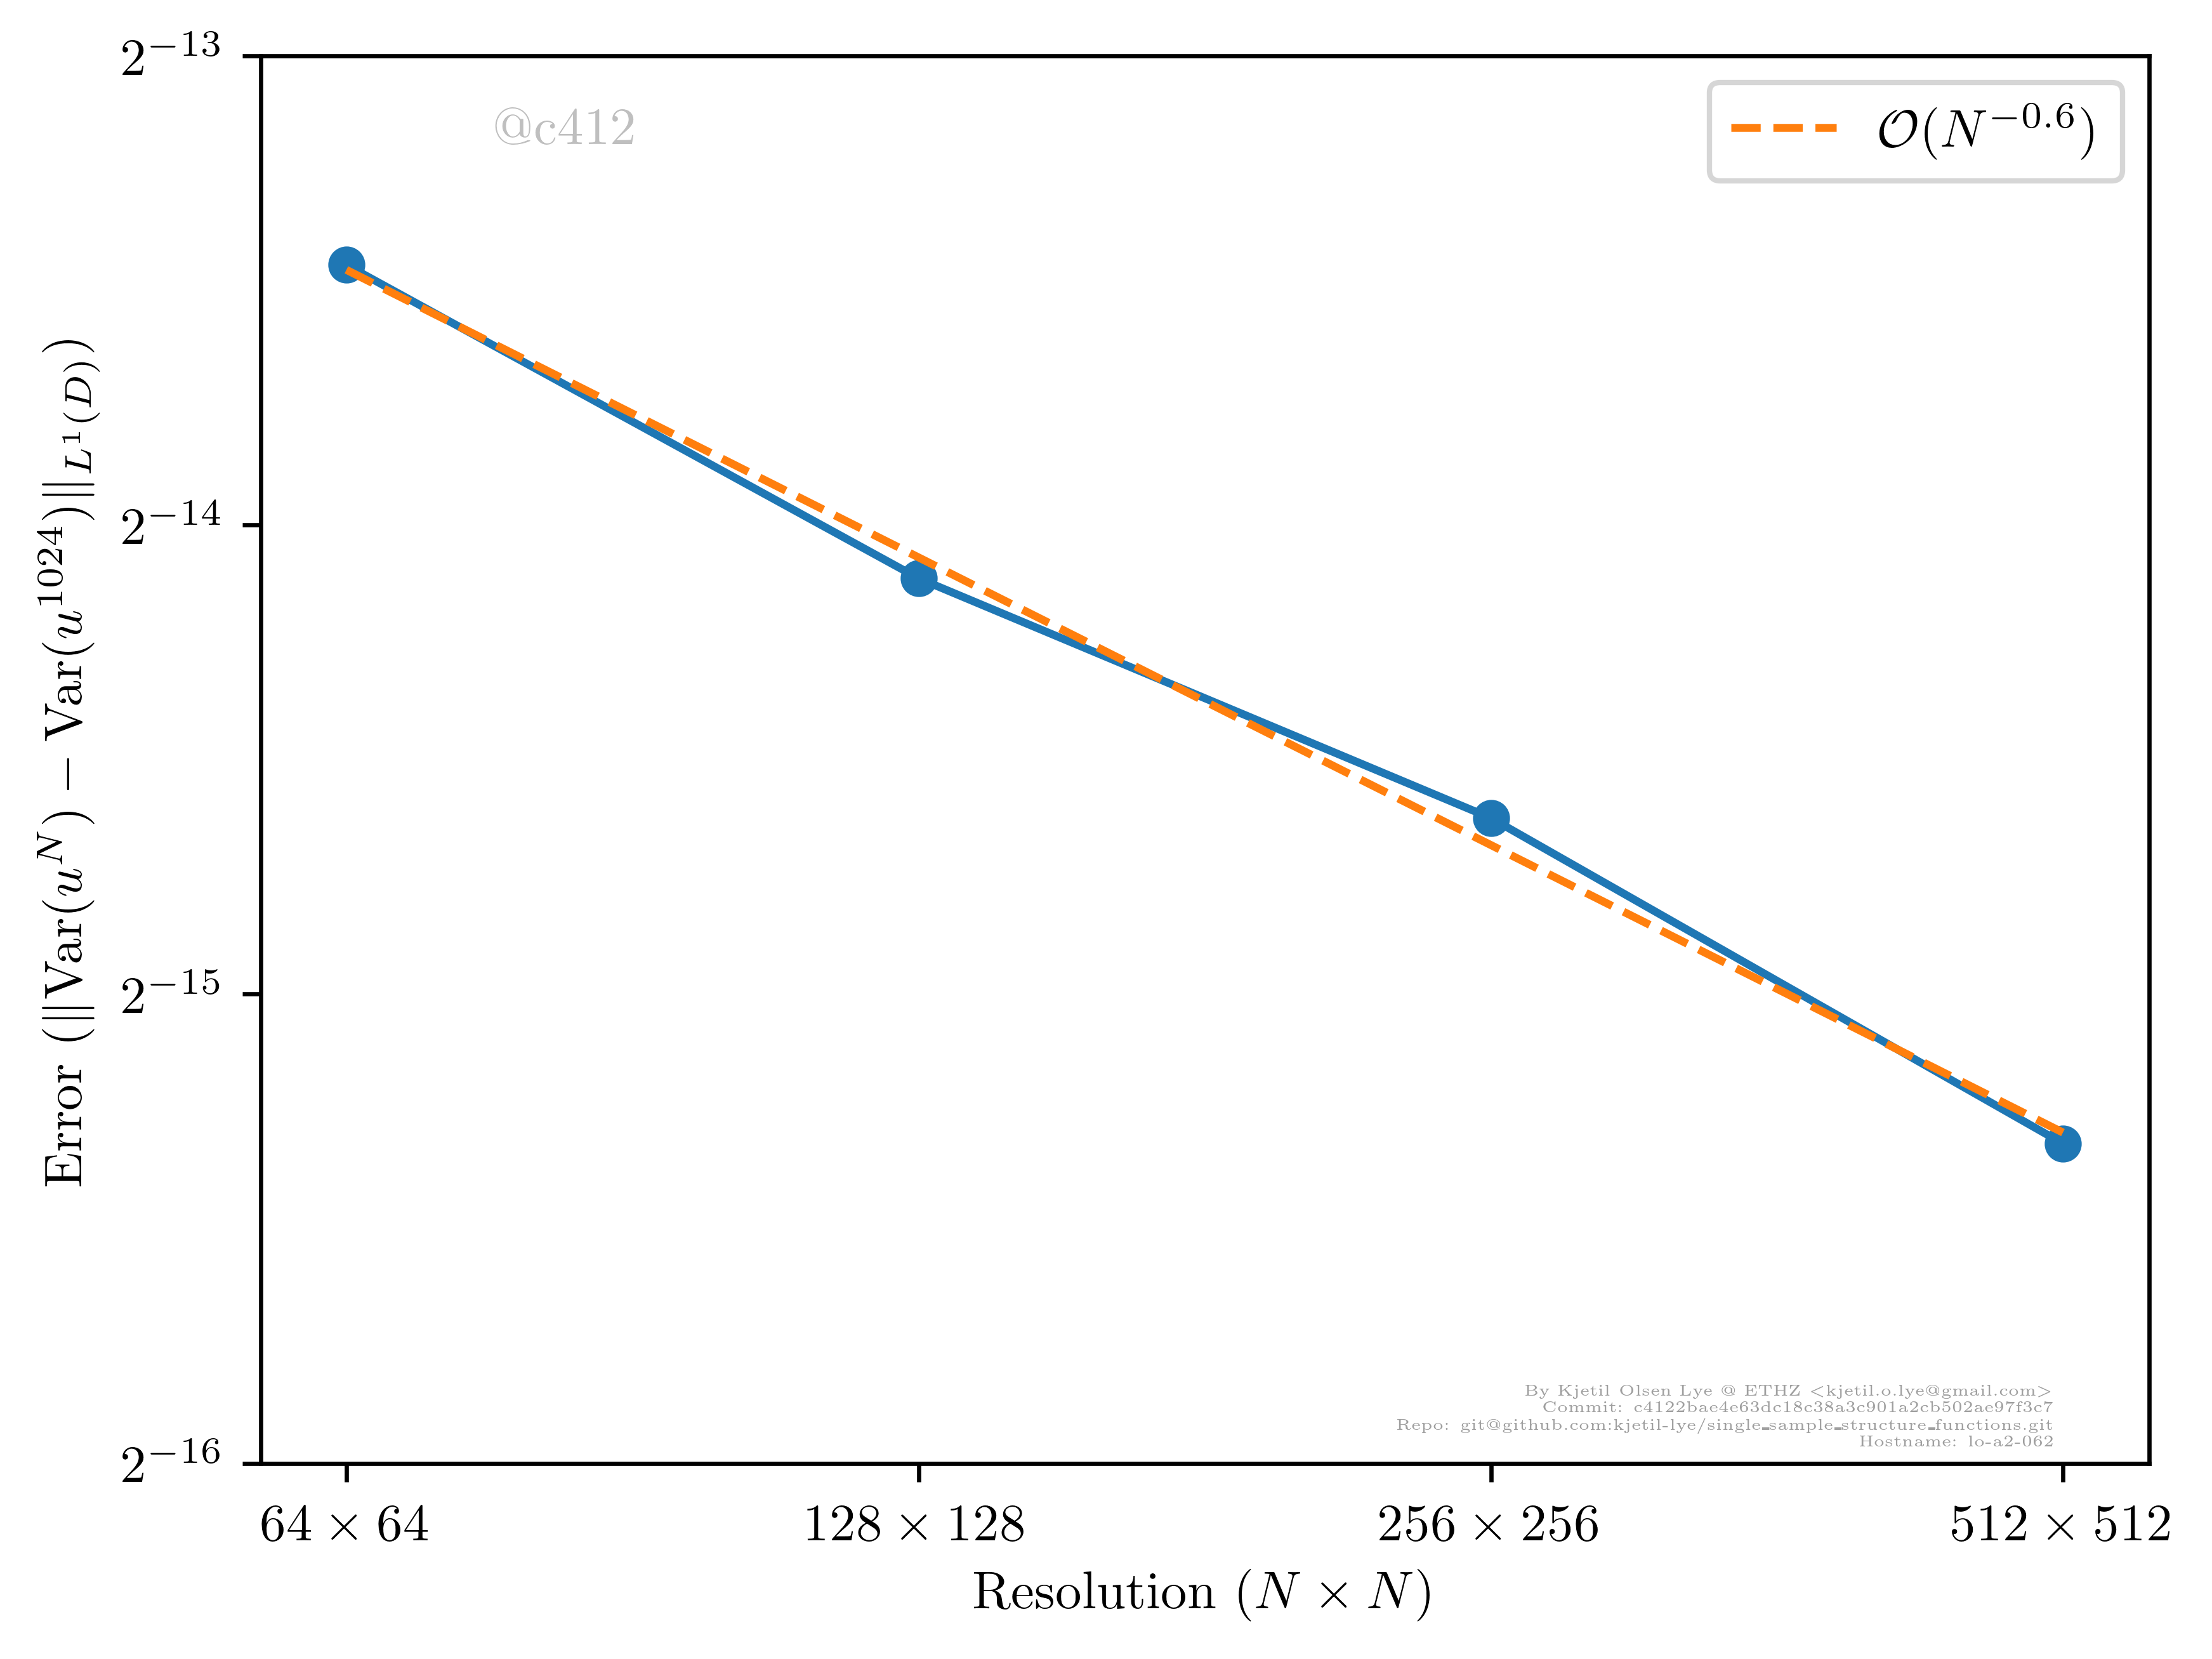 2^{-13}
@c412
O(N^{-0.6})
2^{-14}
2^{-15}
2^{-16}
Error (||Var(u^N) − Var(u^{1024})||_{L^1(D)})
By Kjetil Olsen Lye @ ETHZ <kjetil.o.lye@gmail.com>
Commit: c4122bae4e63dc18c38a3c901a2cb502ae97f3c7
Repo: git@github.com:kjetil-lye/single_sample_structure_functions.git
Hostname: lo-a2-062
64 × 64
128 × 128
256 × 256
512 × 512
Resolution (N × N)